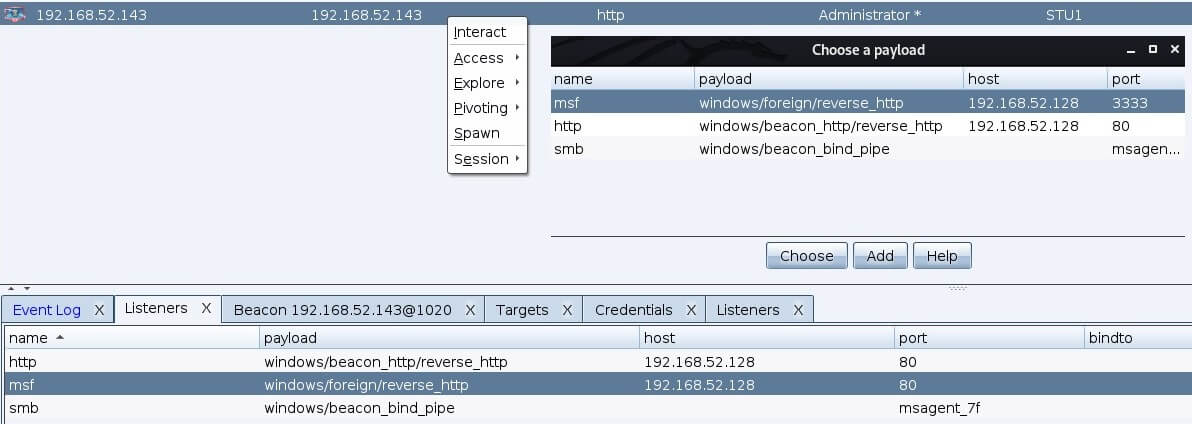 192.168.52.143 192.168.52.143 http Administrator * STU1
Interact
Access
Explore
Pivoting
Spawn
Session
Choose a payload
name payload host port
msf windows/foreign/reverse_http 192.168.52.128 3333
http windows/beacon_http/reverse_http 192.168.52.128 80
smb windows/beacon_bind_pipe msagen...
Choose Add Help
Event Log X Listeners X Beacon 192.168.52.143@1020 X Targets X Credentials X Listeners X
name payload host port bindto
http windows/beacon_http/reverse_http 192.168.52.128 80
msf windows/foreign/reverse_http 192.168.52.128 80
smb windows/beacon_bind_pipe msagent_7f